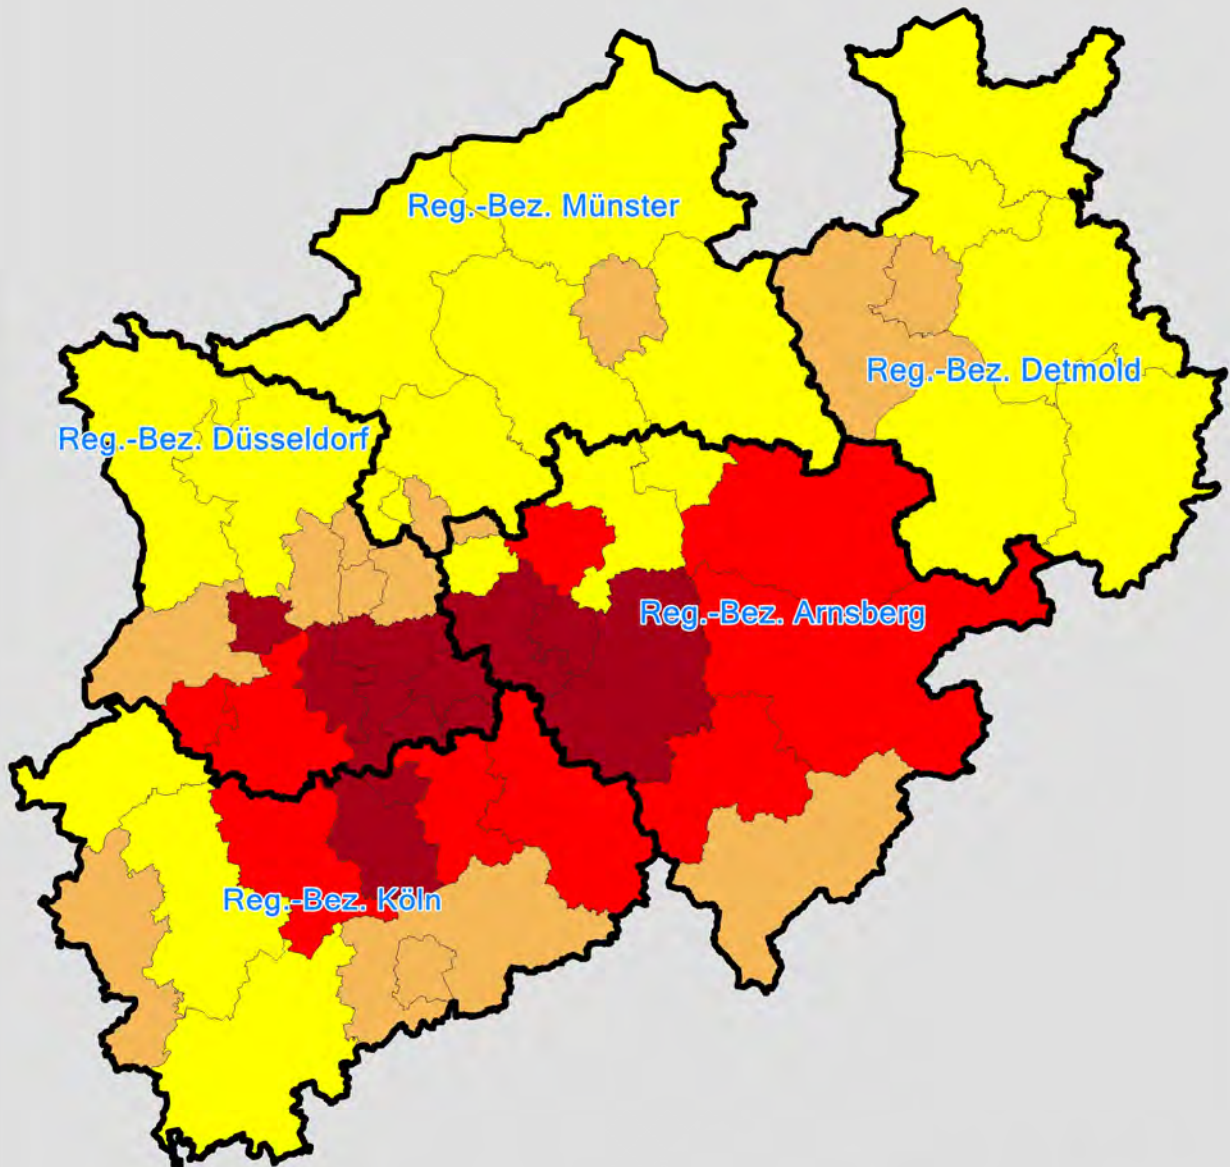 Reg.-Bez. Münster
Reg.-Bez. Detmold
Reg.-Bez. Düsseldorf
Reg.-Bez. Arnsberg
Reg.-Bez. Köln